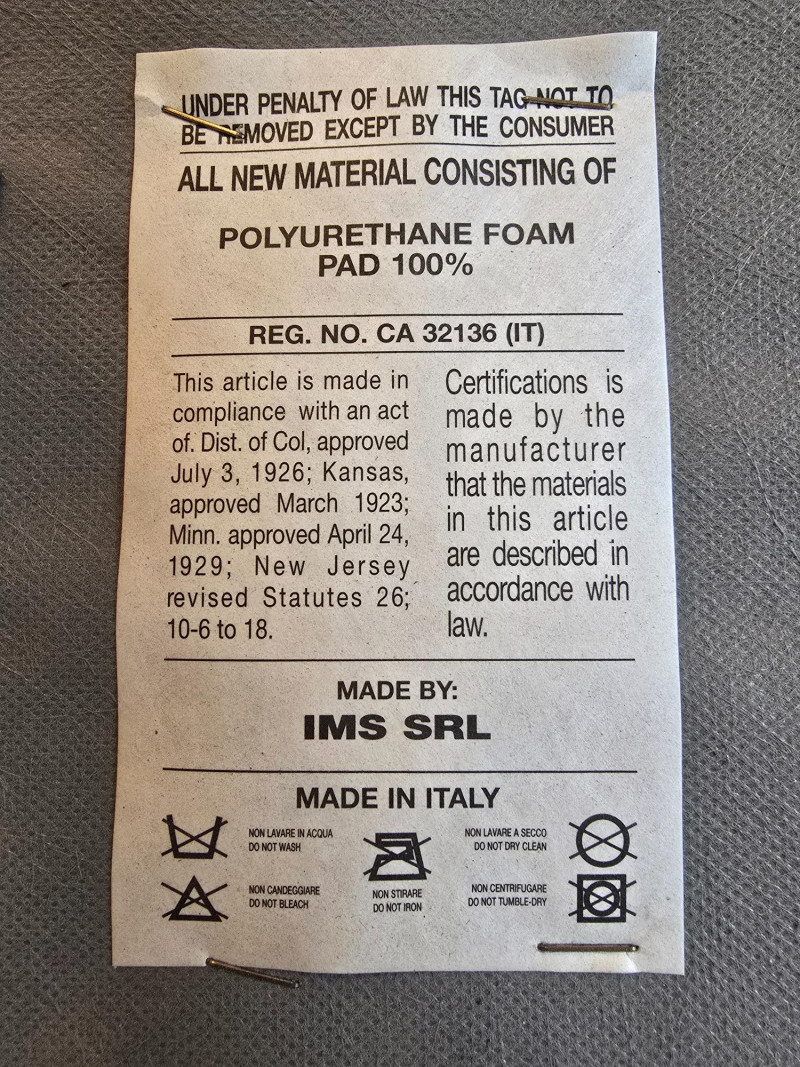 UNDER PENALTY OF LAW THIS TAG NOT TO
BE REMOVED EXCEPT BY THE CONSUMER
ALL NEW MATERIAL CONSISTING OF
POLYURETHANE FOAM
PAD 100%
REG. NO. CA 32136 (IT)
This article is made in
compliance with an act
of. Dist. of Col, approved
July 3, 1926; Kansas,
approved March 1923;
Minn. approved April 24,
1929; New Jersey
revised Statutes 26;
10-6 to 18.
Certifications is
made by the
manufacturer
that the materials
in this article
are described in
accordance with
law.
MADE BY:
IMS SRL
MADE IN ITALY
NON LAVARE IN ACQUA
DO NOT WASH
NON CANDEGGIARE
DO NOT BLEACH
NON STIRARE
DO NOT IRON
NON LAVARE A SECCO
DO NOT DRY CLEAN
NON CENTRIFUGARE
DO NOT TUMBLE-DRY